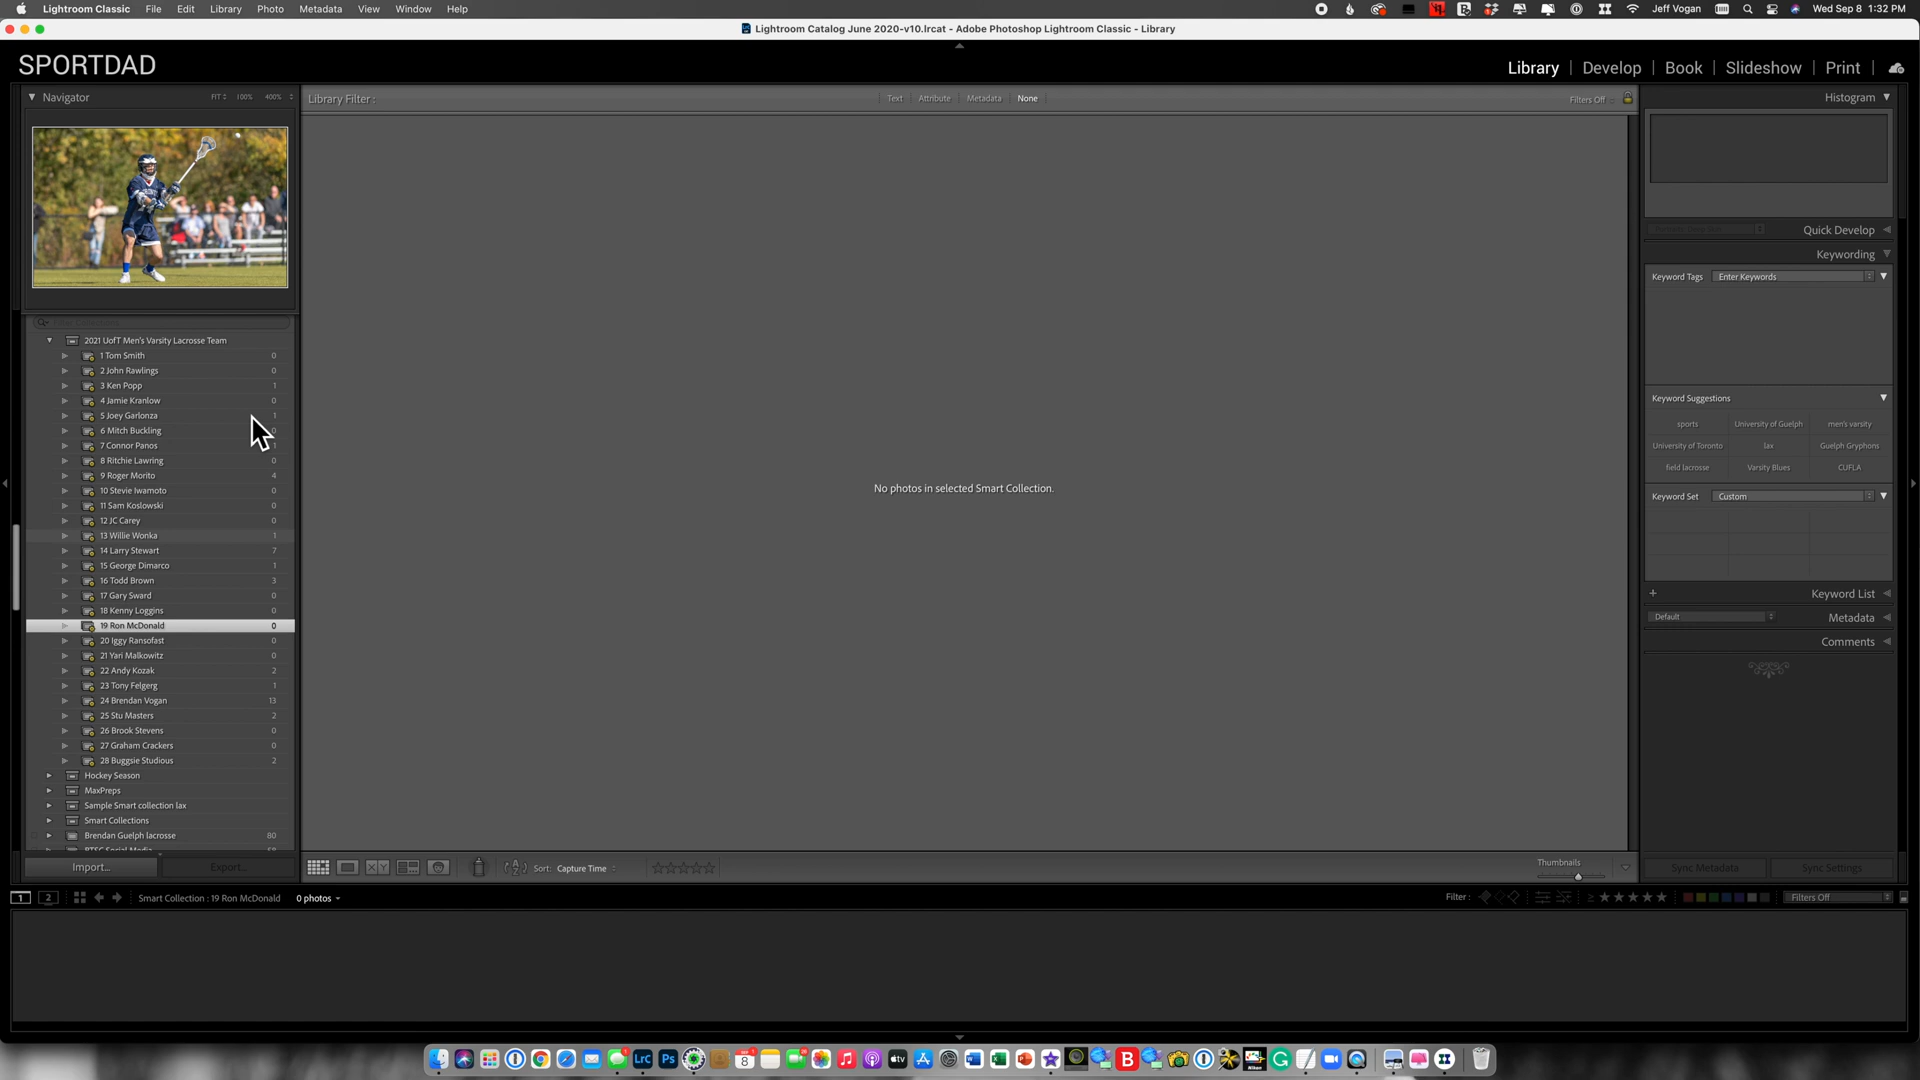 Lightroom Classic File Edit Library Photo Metadata View Window Help Jeff Vogan Wed Sep 8 1:32 PM
Lightroom Catalog June 2020-v10.lrcat - Adobe Photoshop Lightroom Classic - Library
SPORTDAD
Library | Develop | Book | Slideshow | Print
Navigator FIT 100% 400%
Library Filter : Text Attribute Metadata None Filters Off
Histogram
Quick Develop
Keywording
Keyword Tags Enter Keywords
Filter Collections
2021 UofT Men's Varsity Lacrosse Team
1 Tom Smith 0
2 John Rawlings 0
3 Ken Popp 1
4 Jamie Kranlow 0
5 Joey Garlonza 1
6 Mitch Buckling 0
7 Connor Panos 1
8 Ritchie Lawring 0
9 Roger Morito 4
10 Stevie Iwamoto 0
11 Sam Koslowski 0
12 JC Carey 0
13 Willie Wonka 1
14 Larry Stewart 7
15 George Dimarco 1
16 Todd Brown 3
17 Gary Sward 0
18 Kenny Loggins 0
19 Ron McDonald 0
20 Iggy Ransofast 0
21 Yari Malkowitz 0
22 Andy Kozak 2
23 Tony Felgerg 1
24 Brendan Vogan 13
25 Stu Masters 2
26 Brook Stevens 0
27 Graham Crackers 0
28 Buggsie Studious 2
Hockey Season
MaxPreps
Sample Smart collection lax
Smart Collections
Brendan Guelph lacrosse 80
BTSC Social Media 58
No photos in selected Smart Collection.
Keyword Suggestions
sports University of Guelph men's varsity
University of Toronto lax Guelph Gryphons
field lacrosse Varsity Blues CUFLA
Keyword Set Custom
Keyword List
Default Metadata
Comments
Import... Export...
Sort: Capture Time
Thumbnails
Sync Metadata Sync Settings
1 2 Smart Collection : 19 Ron McDonald 0 photos
Filter : Filters Off
LrC Ps